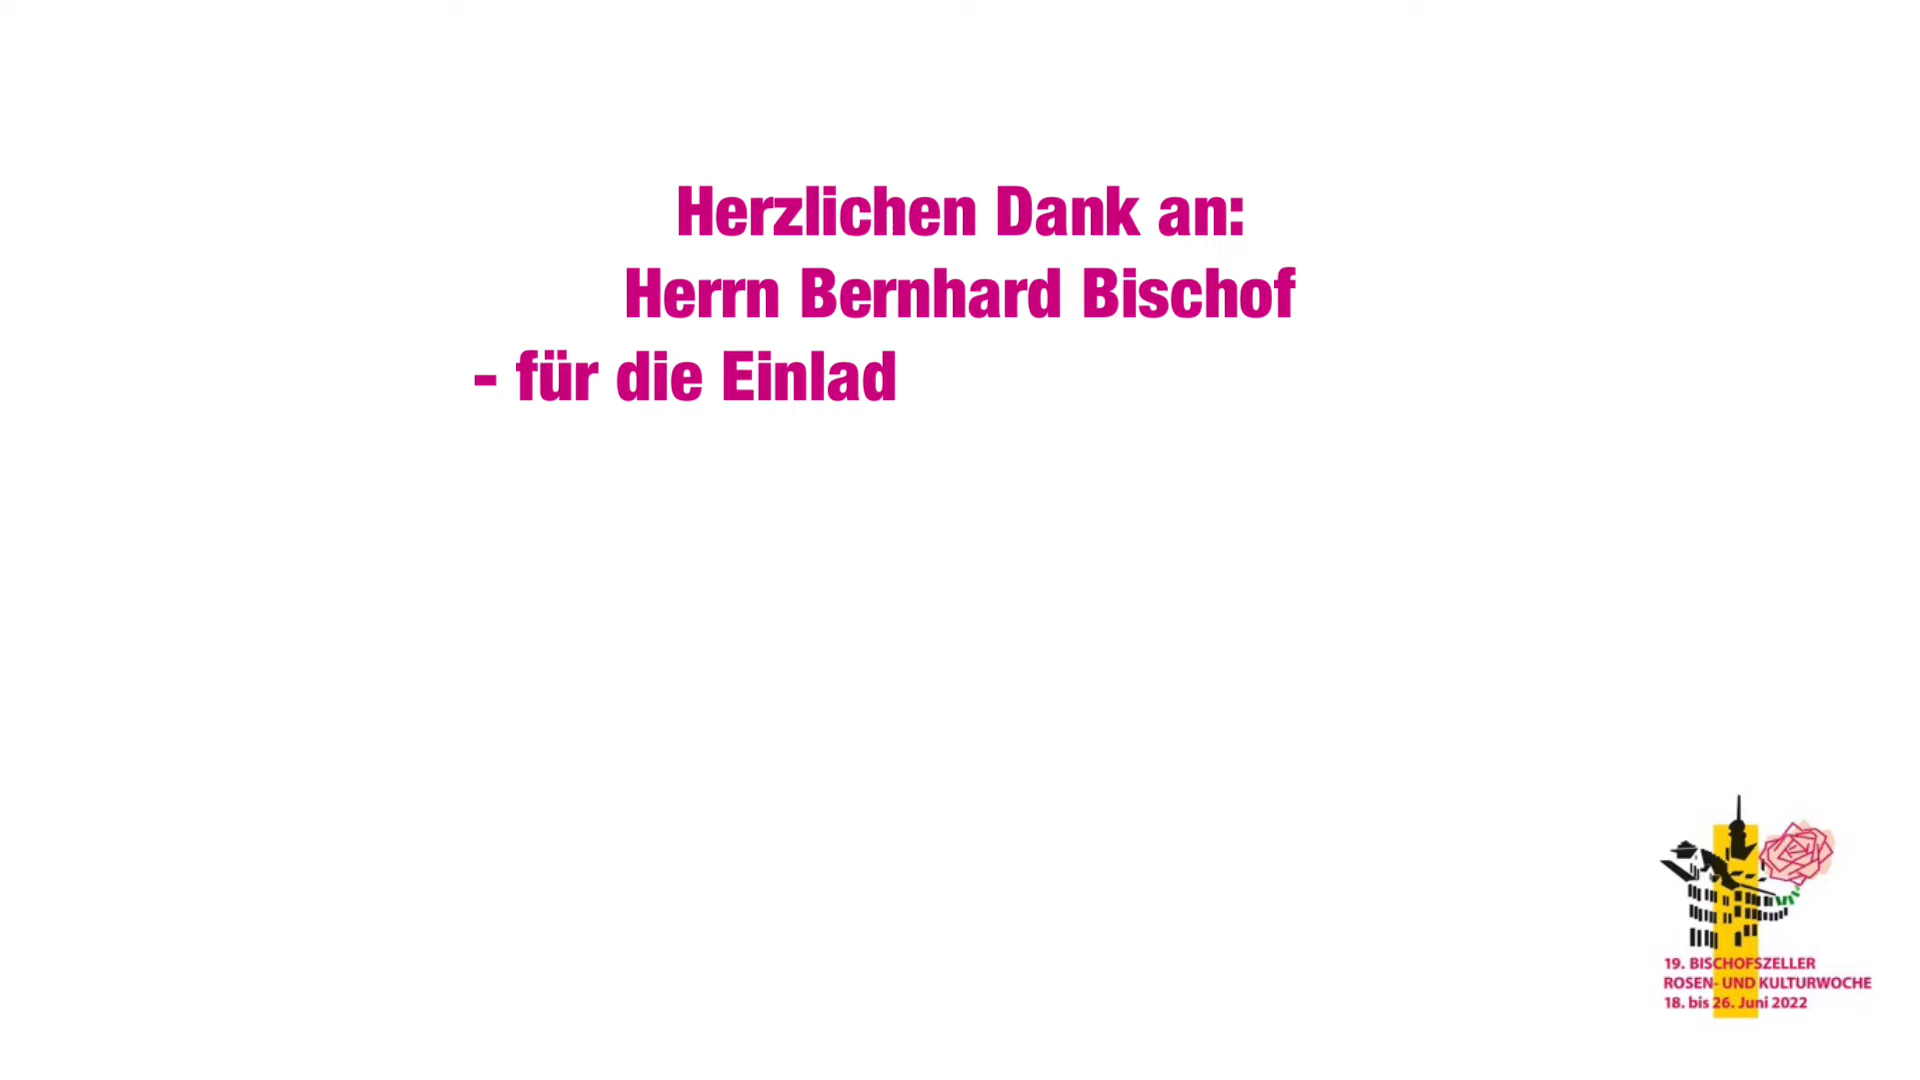 Herzlichen Dank an:
Herrn Bernhard Bischof
- für die Einlad
19. BISCHOFSZELLER
ROSEN- UND KULTURWOCHE
18. bis 26. Juni 2022